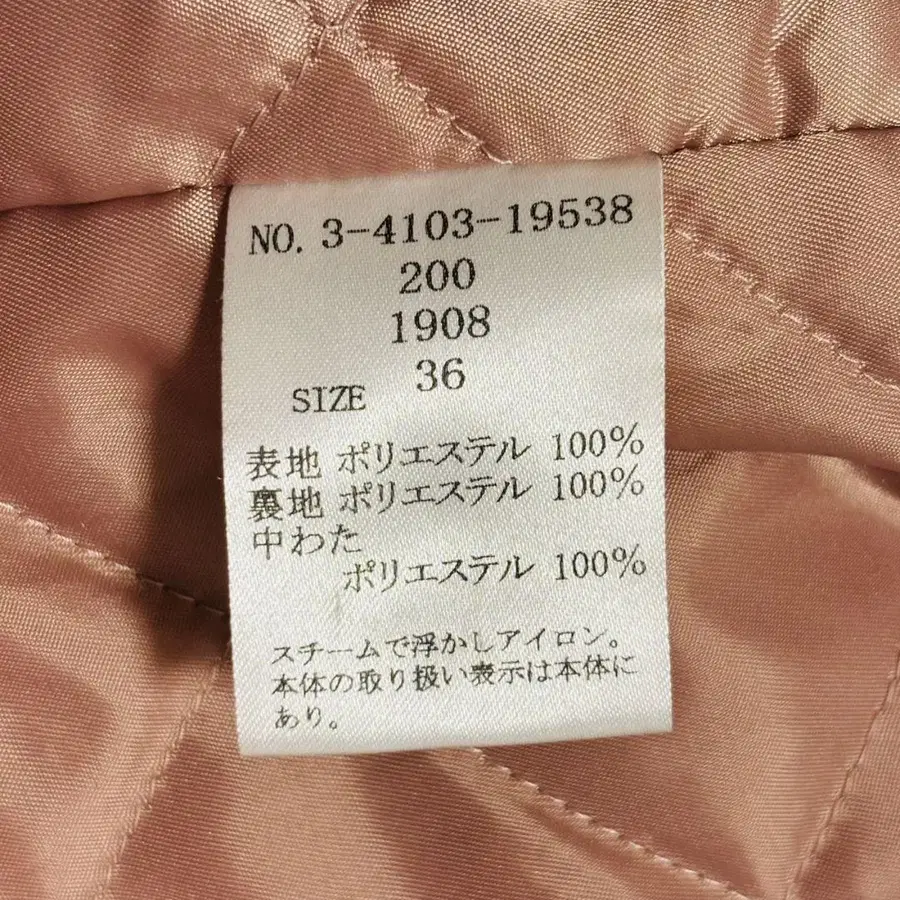 NO. 3-4103-19538
200
1908
SIZE 36
表地 ポリエステル 100%
裏地 ポリエステル 100%
中わた
ポリエステル 100%
スチームで浮かしアイロン。
本体の取り扱い表示は本体に
あり。